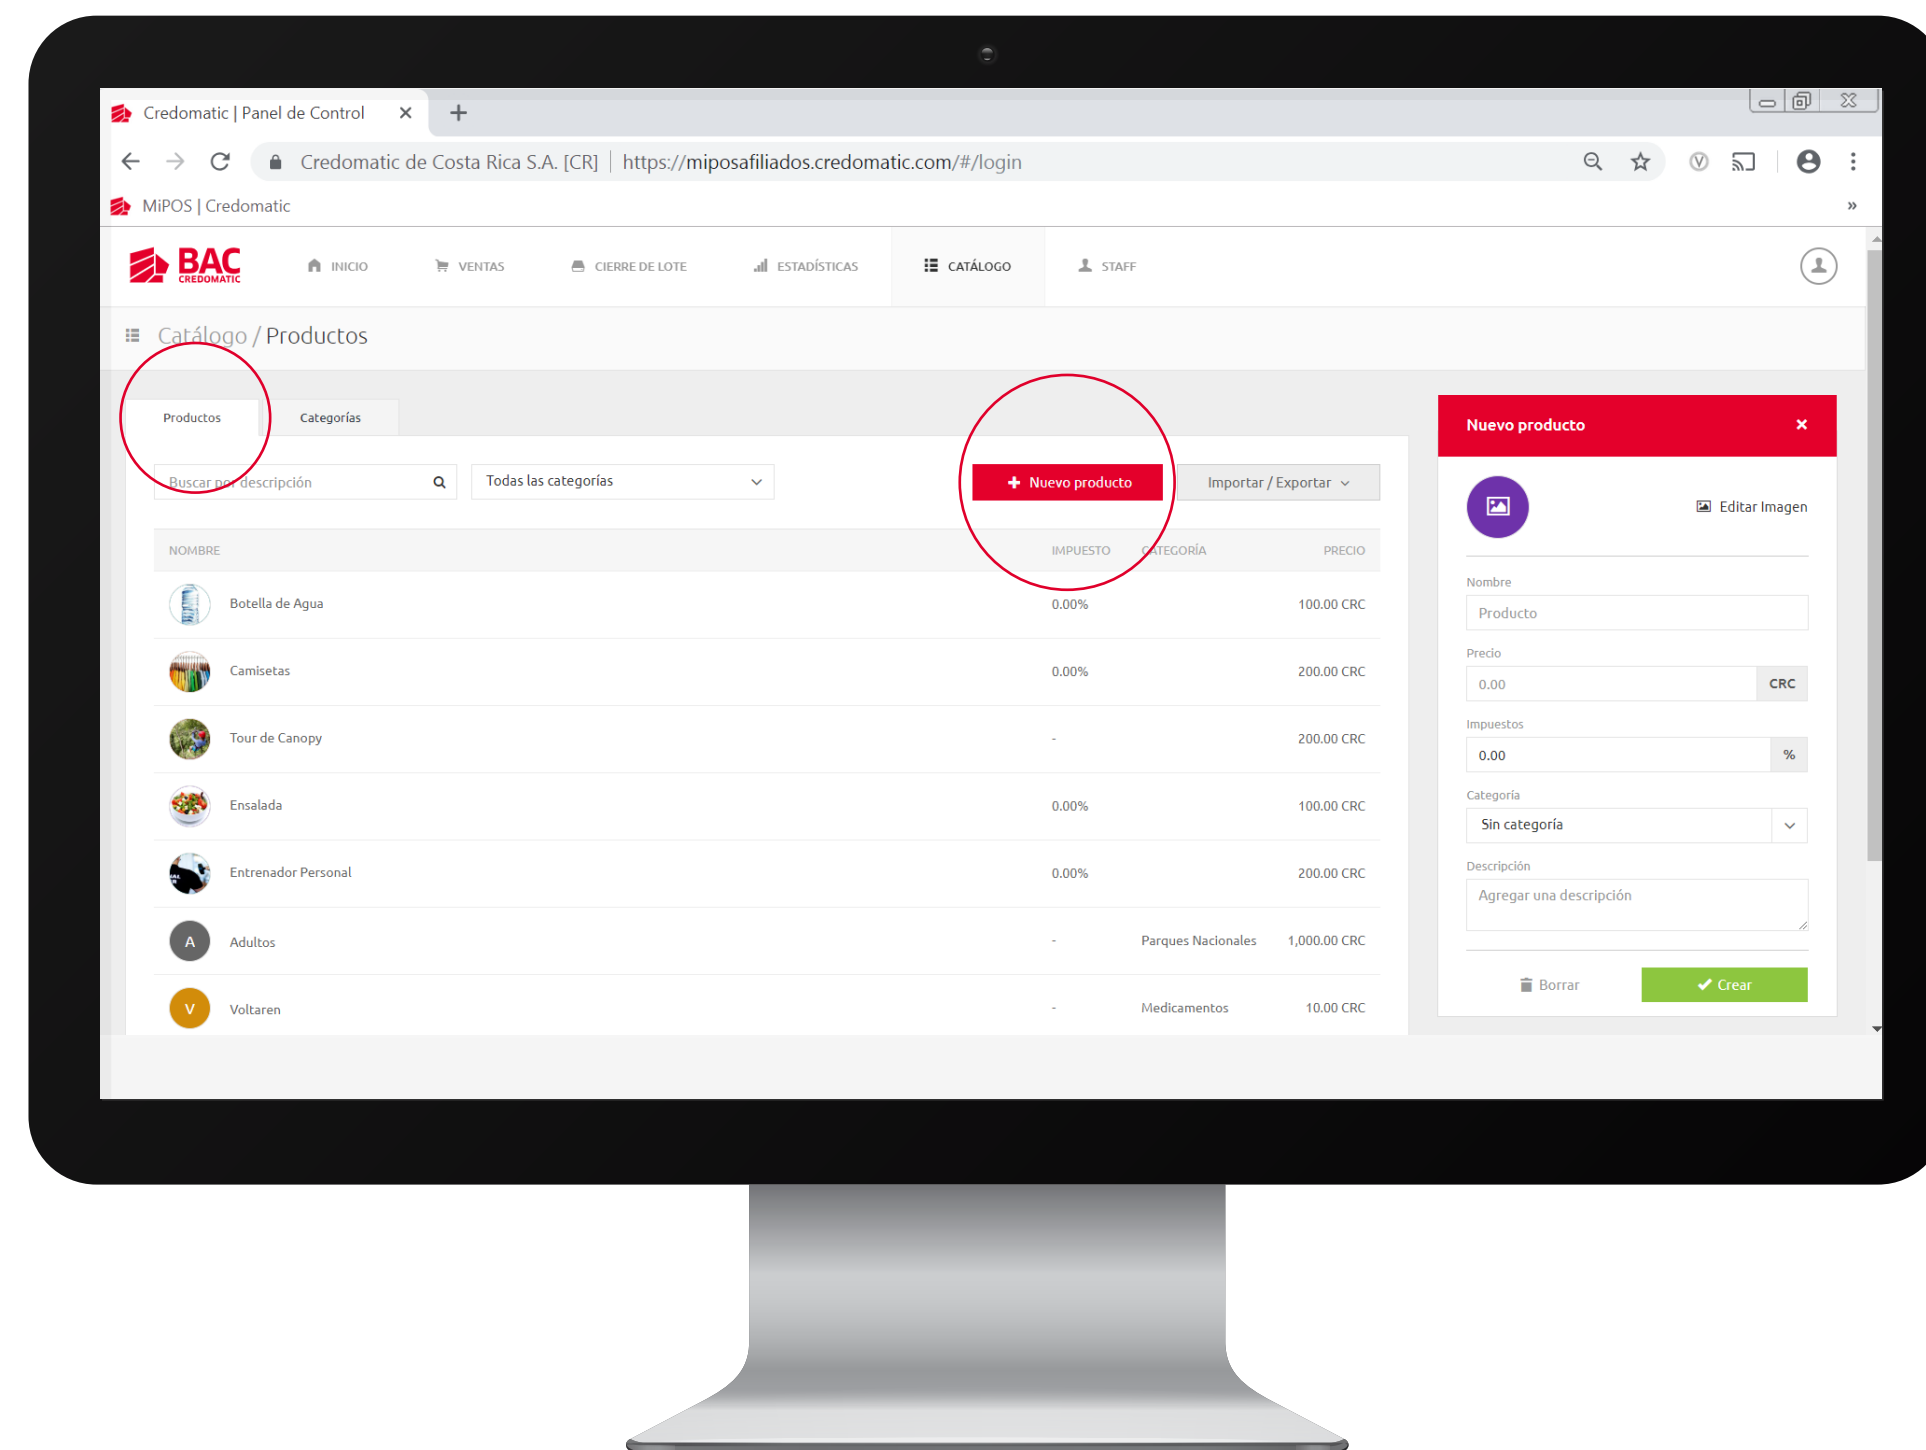 Credomatic | Panel de Control
Credomatic de Costa Rica S.A. [CR] | https://miposafiliados.credomatic.com/#/login
MiPOS | Credomatic
BAC
CREDOMATIC
INICIO
VENTAS
CIERRE DE LOTE
ESTADÍSTICAS
CATÁLOGO
STAFF
Catálogo / Productos
Productos
Categorías
Buscar por descripción
Todas las categorías
+ Nuevo producto
Importar / Exportar
NOMBRE IMPUESTO CATEGORÍA PRECIO
Botella de Agua 0.00% 100.00 CRC
Camisetas 0.00% 200.00 CRC
Tour de Canopy - 200.00 CRC
Ensalada 0.00% 100.00 CRC
Entrenador Personal 0.00% 200.00 CRC
A Adultos - Parques Nacionales 1,000.00 CRC
V Voltaren - Medicamentos 10.00 CRC
Nuevo producto
Editar Imagen
Nombre
Producto
Precio
0.00 CRC
Impuestos
0.00 %
Categoría
Sin categoría
Descripción
Agregar una descripción
Borrar
Crear